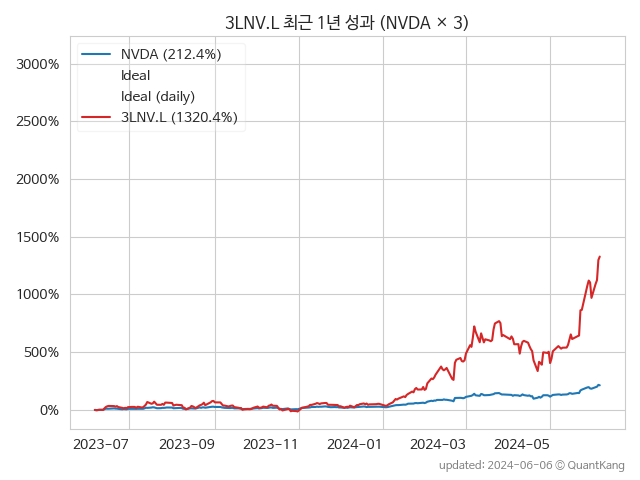 3LNV.L 최근 1년 성과 (NVDA × 3)
NVDA (212.4%)
Ideal
Ideal (daily)
3LNV.L (1320.4%)
3000%
2500%
2000%
1500%
1000%
500%
0%
2023-07 2023-09 2023-11 2024-01 2024-03 2024-05
updated: 2024-06-06 © QuantKang